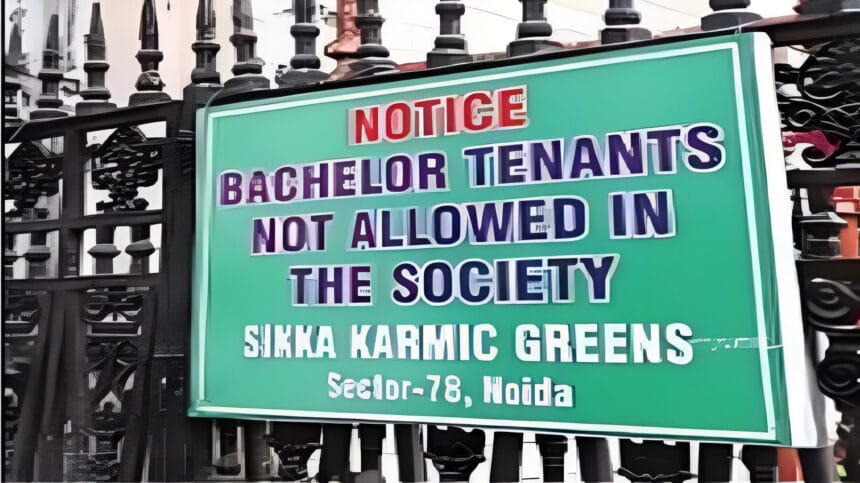 NOTICE
BACHELOR TENANTS
NOT ALLOWED IN
THE SOCIETY
SIKKA KARMIC GREENS
Sector-78, Noida